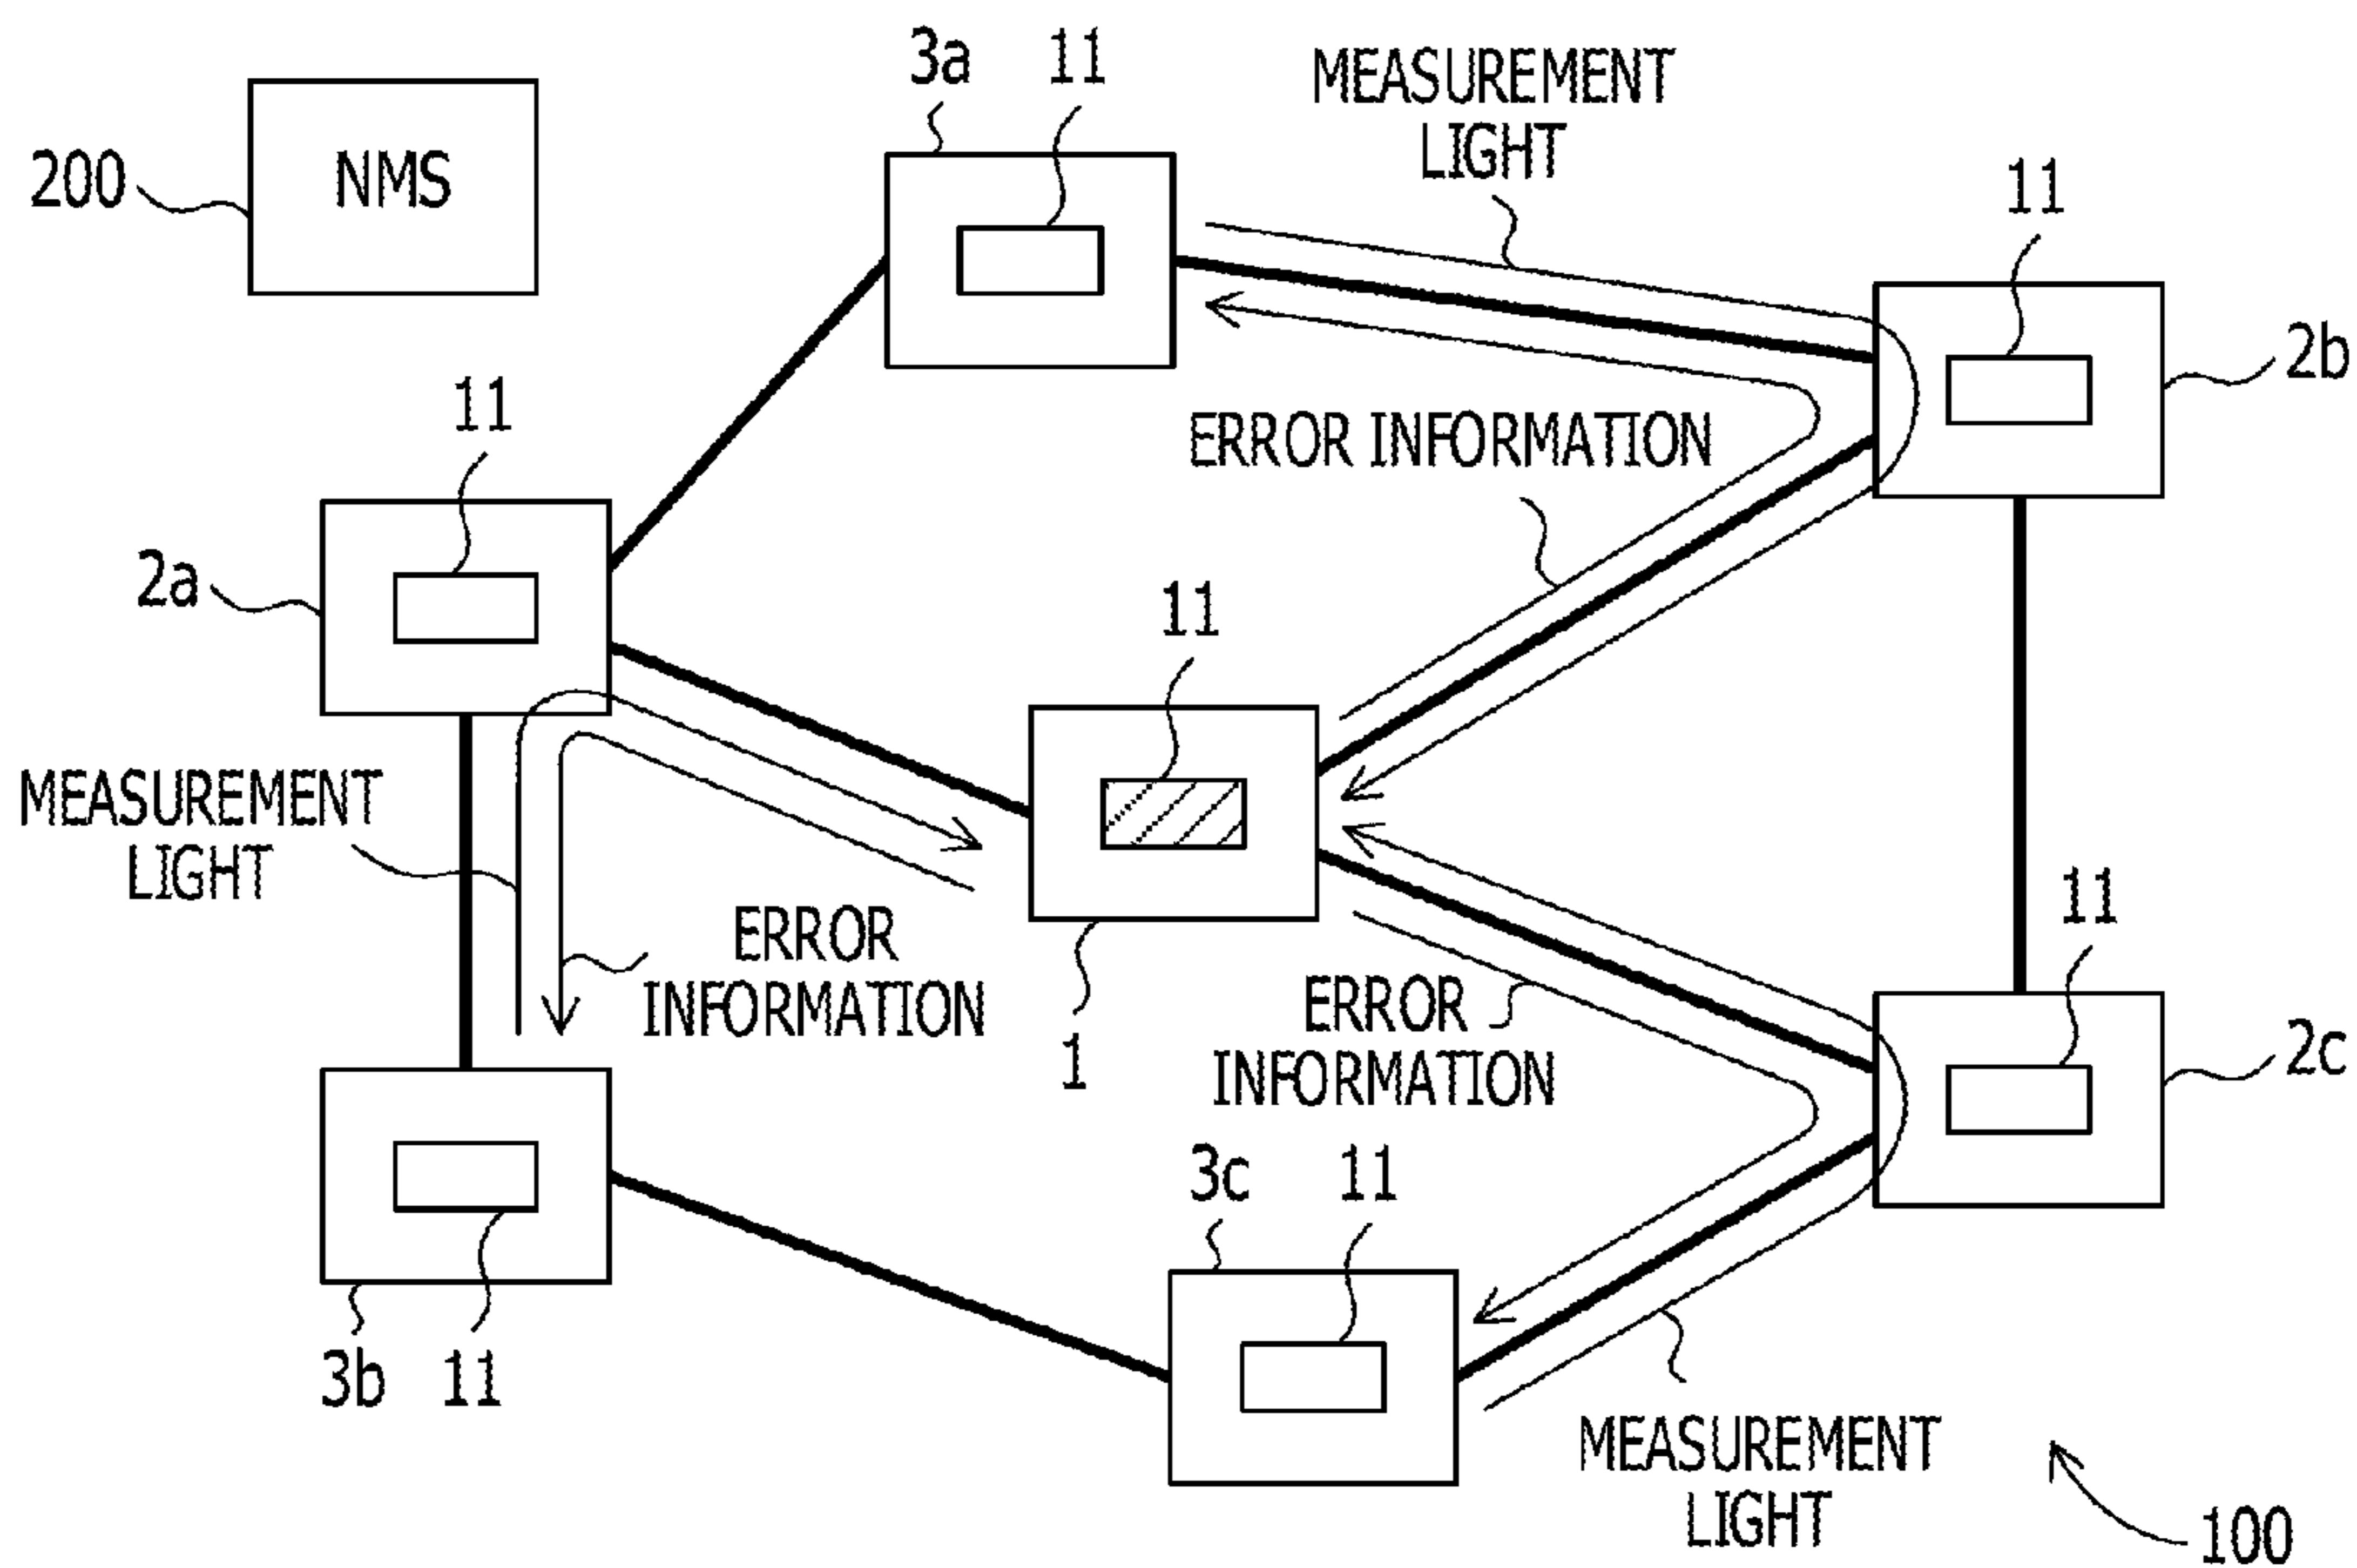 3a
11
MEASUREMENT
LIGHT
200
NMS
11
2b
11
2a
ERROR INFORMATION
11
MEASUREMENT
LIGHT
ERROR
INFORMATION
11
ERROR
INFORMATION
1
2c
3c
11
3b
11
MEASUREMENT
LIGHT
100